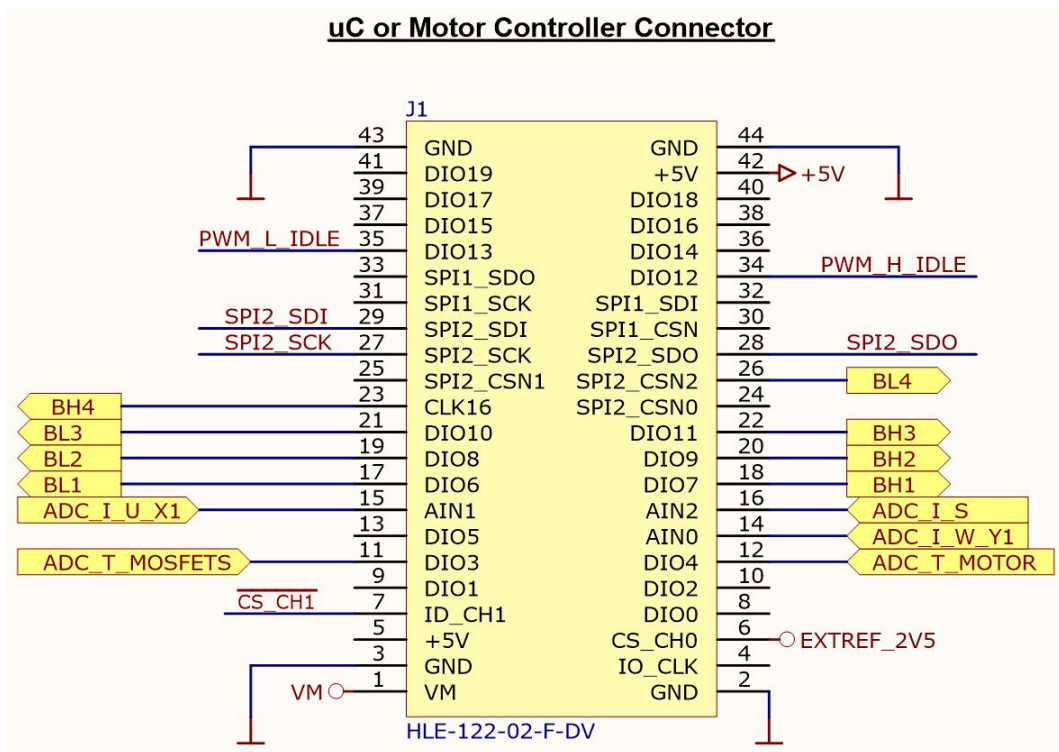 uC or Motor Controller Connector
J1
43 GND GND 44
41 DIO19 +5V 42 +5V
39 DIO17 DIO18 40
37 DIO15 DIO16 38
PWM_L_IDLE 35 DIO13 DIO14 36
33 SPI1_SDO DIO12 34 PWM_H_IDLE
31 SPI1_SCK SPI1_SDI 32
SPI2_SDI 29 SPI2_SDI SPI1_CSN 30
SPI2_SCK 27 SPI2_SCK SPI2_SDO 28 SPI2_SDO
25 SPI2_CSN1 SPI2_CSN2 26 BL4
BH4 23 CLK16 SPI2_CSN0 24
BL3 21 DIO10 DIO11 22 BH3
BL2 19 DIO8 DIO9 20 BH2
BL1 17 DIO6 DIO7 18 BH1
ADC_I_U_X1 15 AIN1 AIN2 16 ADC_I_S
13 DIO5 AIN0 14 ADC_I_W_Y1
ADC_T_MOSFETS 11 DIO3 DIO4 12 ADC_T_MOTOR
9 DIO1 DIO2 10
CS_CH1 7 ID_CH1 DIO0 8
5 +5V CS_CH0 6 EXTREF_2V5
3 GND IO_CLK 4
VM 1 VM GND 2
HLE-122-02-F-DV